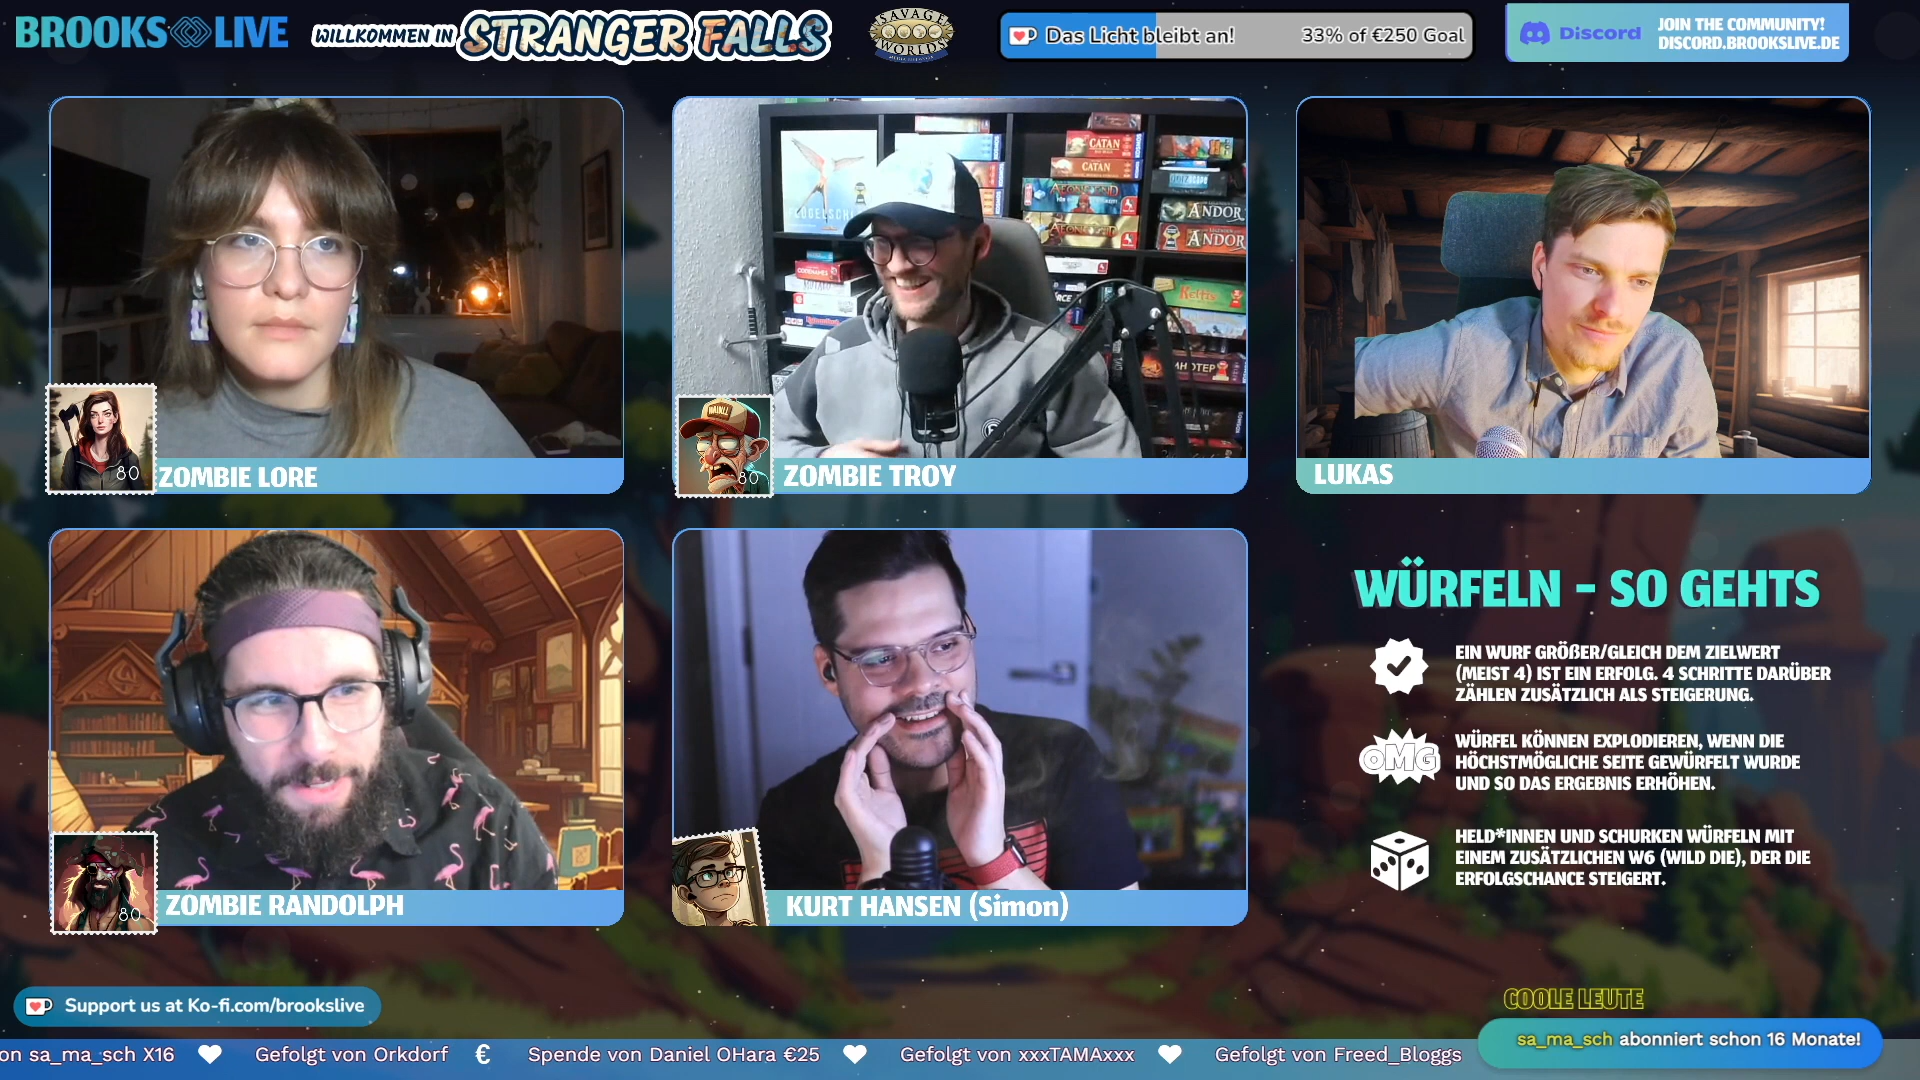 BROOKS LIVE
WILLKOMMEN IN STRANGER FALLS
SAVAGE WORLDS
Das Licht bleibt an! 33% of €250 Goal
Discord
JOIN THE COMMUNITY!
DISCORD.BROOKSLIVE.DE
CATAN
CATAN
ANDOR
ANDOR
Keltis
80
ZOMBIE LORE
80
ZOMBIE TROY
LUKAS
80
ZOMBIE RANDOLPH
KURT HANSEN (Simon)
WÜRFELN - SO GEHTS
EIN WURF GRÖßER/GLEICH DEM ZIELWERT
(MEIST 4) IST EIN ERFOLG. 4 SCHRITTE DARÜBER
ZÄHLEN ZUSÄTZLICH ALS STEIGERUNG.
OMG
WÜRFEL KÖNNEN EXPLODIEREN, WENN DIE
HÖCHSTMÖGLICHE SEITE GEWÜRFELT WURDE
UND SO DAS ERGEBNIS ERHÖHEN.
HELD*INNEN UND SCHURKEN WÜRFELN MIT
EINEM ZUSÄTZLICHEN W6 (WILD DIE), DER DIE
ERFOLGSCHANCE STEIGERT.
Support us at Ko-fi.com/brookslive
COOLE LEUTE
sa_ma_sch abonniert schon 16 Monate!
on sa_ma_sch X16 Gefolgt von Orkdorf € Spende von Daniel OHara €25 Gefolgt von xxxTAMAxxx Gefolgt von Freed_Bloggs